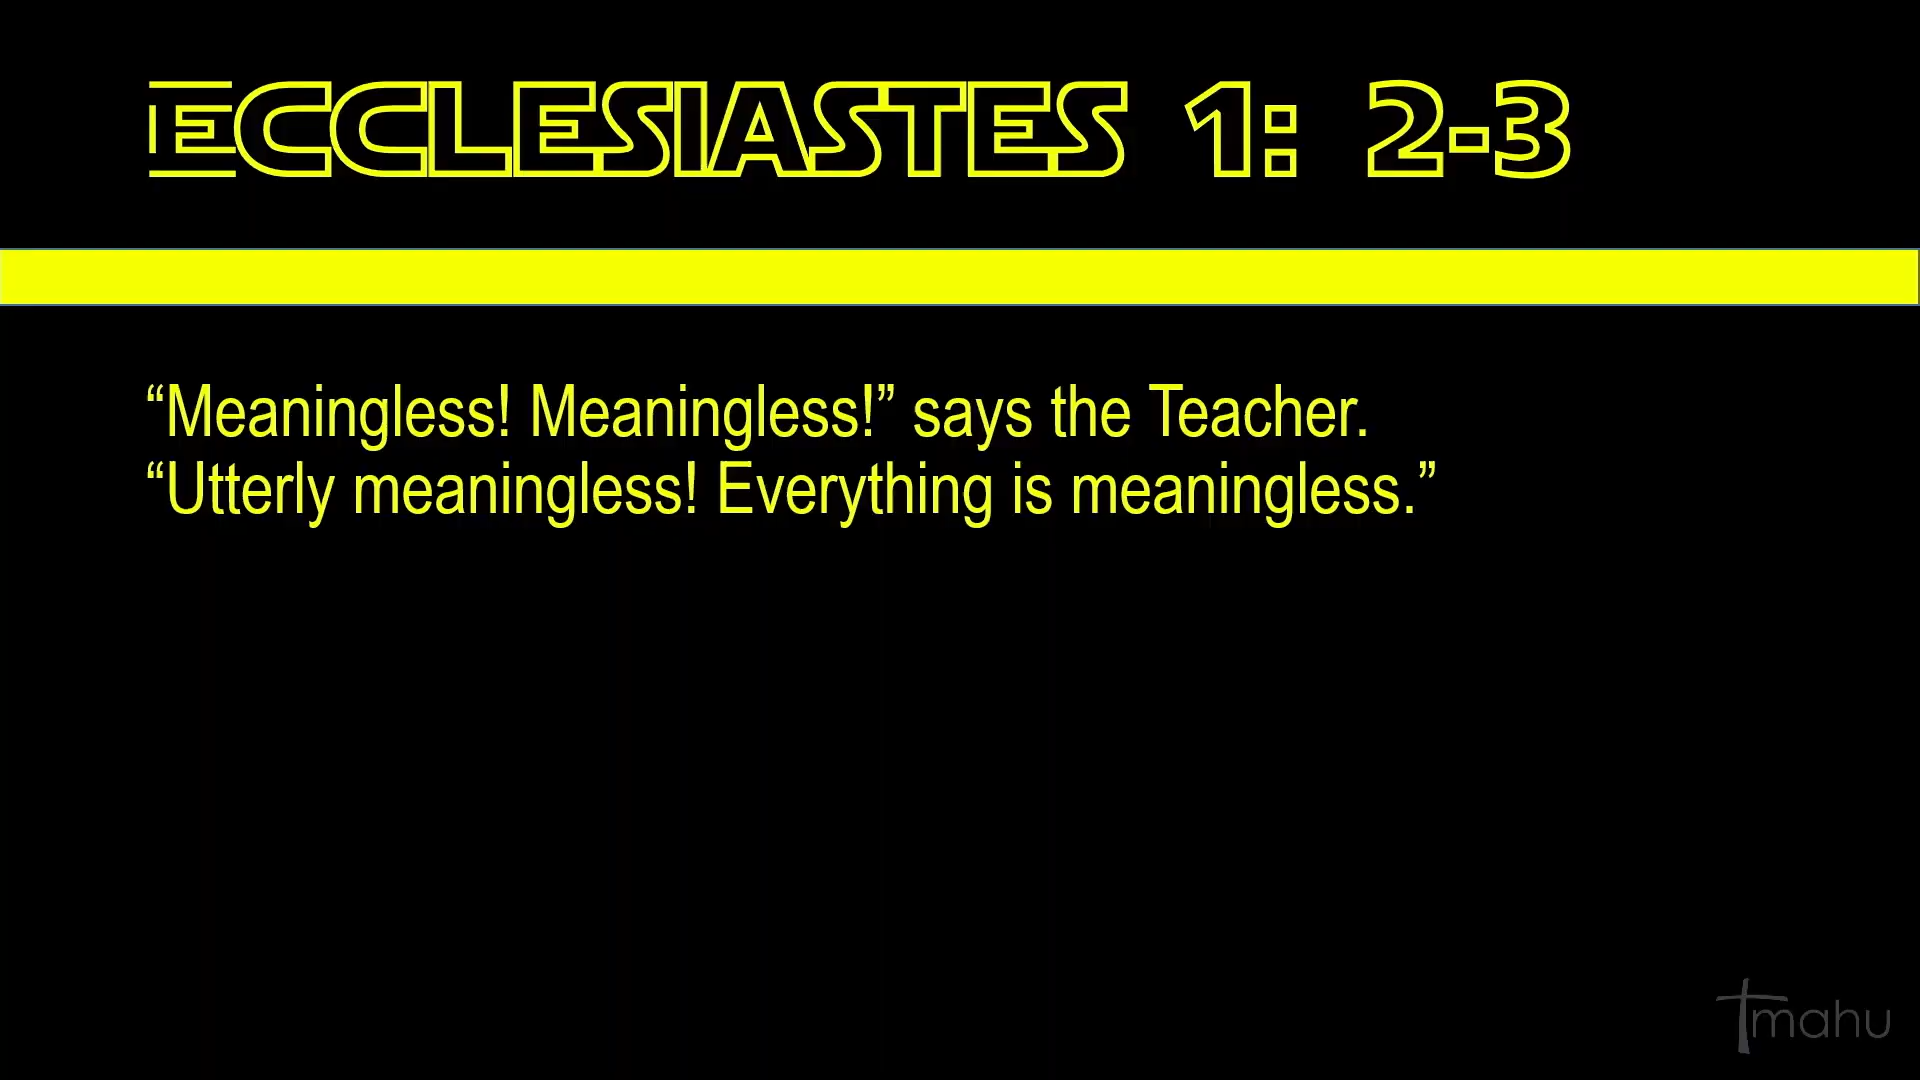 ECCLESIASTES 1: 2-3
“Meaningless! Meaningless!” says the Teacher.
“Utterly meaningless! Everything is meaningless.”
mahu